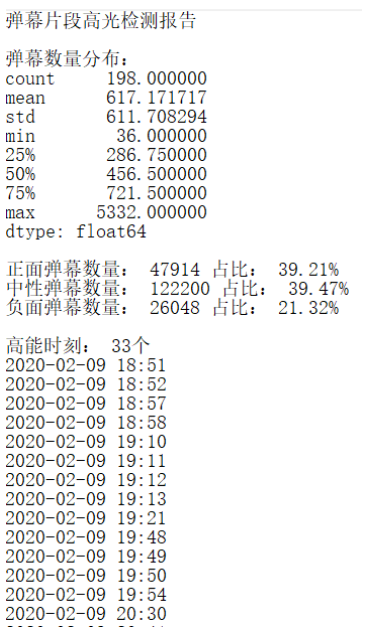 弹幕片段高光检测报告
弹幕数量分布：
count 198.000000
mean 617.171717
std 611.708294
min 36.000000
25% 286.750000
50% 456.500000
75% 721.500000
max 5332.000000
dtype: float64
正面弹幕数量： 47914 占比： 39.21%
中性弹幕数量： 122200 占比： 39.47%
负面弹幕数量： 26048 占比： 21.32%
高能时刻： 33个
2020-02-09 18:51
2020-02-09 18:52
2020-02-09 18:57
2020-02-09 18:58
2020-02-09 19:10
2020-02-09 19:11
2020-02-09 19:12
2020-02-09 19:13
2020-02-09 19:21
2020-02-09 19:48
2020-02-09 19:49
2020-02-09 19:50
2020-02-09 19:54
2020-02-09 20:30